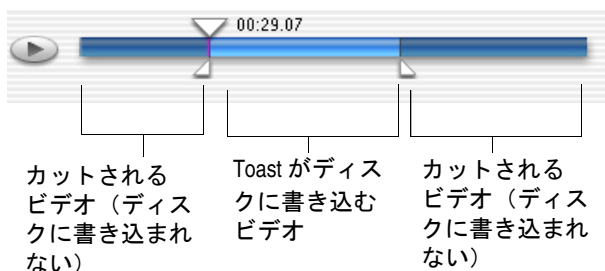 00:29.07
カットされる
ビデオ（ディス
クに書き込まれ
ない）
Toast がディス
クに書き込む
ビデオ
カットされる
ビデオ（ディス
クに書き込まれ
ない）